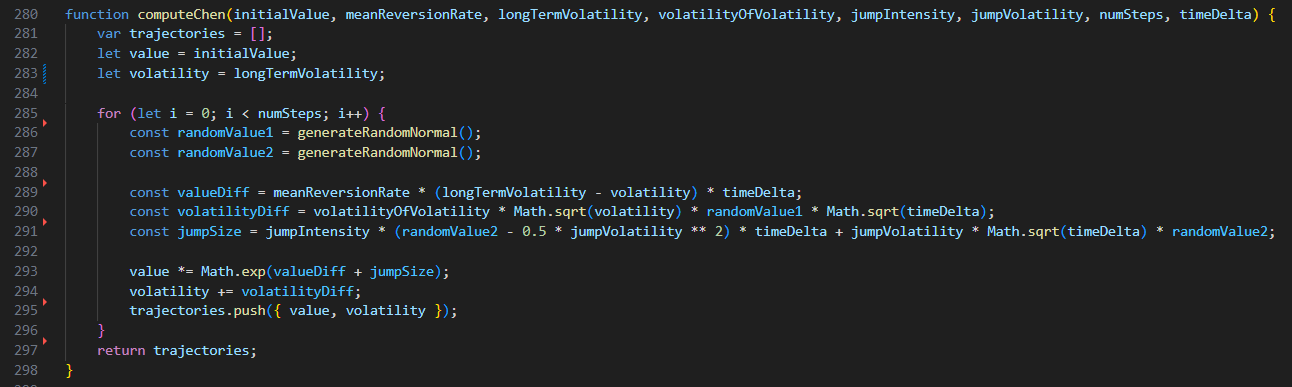 280 function computeChen(initialValue, meanReversionRate, longTermVolatility, volatilityOfVolatility, jumpIntensity, jumpVolatility, numSteps, timeDelta) {
281     var trajectories = [];
282     let value = initialValue;
283     let volatility = longTermVolatility;
284
285     for (let i = 0; i < numSteps; i++) {
286         const randomValue1 = generateRandomNormal();
287         const randomValue2 = generateRandomNormal();
288
289         const valueDiff = meanReversionRate * (longTermVolatility - volatility) * timeDelta;
290         const volatilityDiff = volatilityOfVolatility * Math.sqrt(volatility) * randomValue1 * Math.sqrt(timeDelta);
291         const jumpSize = jumpIntensity * (randomValue2 - 0.5 * jumpVolatility ** 2) * timeDelta + jumpVolatility * Math.sqrt(timeDelta) * randomValue2;
292
293         value *= Math.exp(valueDiff + jumpSize);
294         volatility += volatilityDiff;
295         trajectories.push({ value, volatility });
296     }
297     return trajectories;
298 }